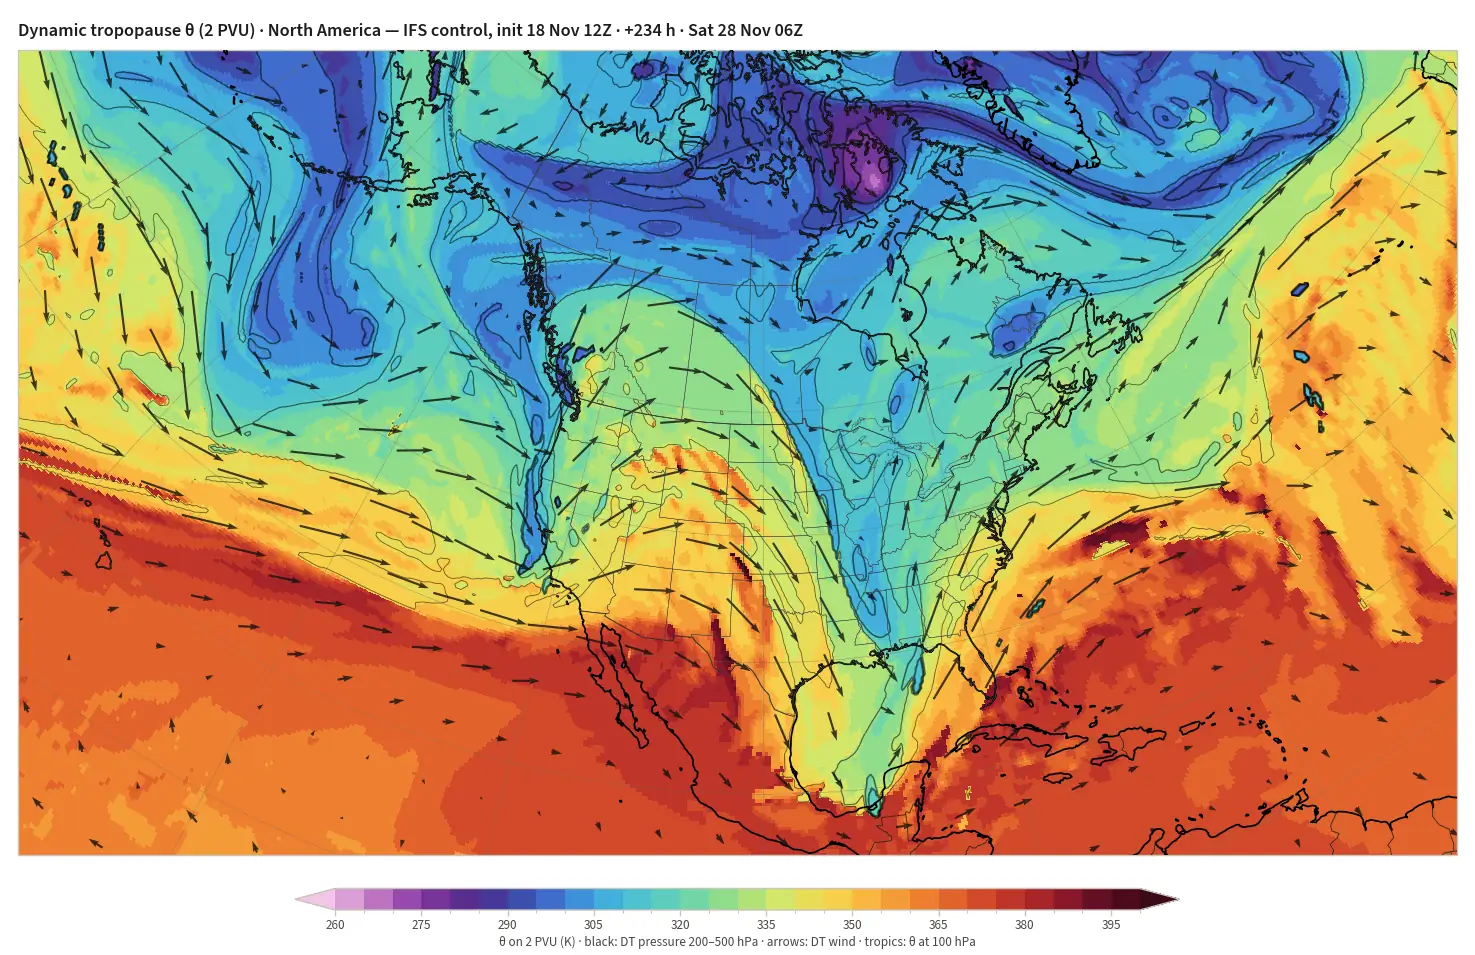 Dynamic tropopause θ (2 PVU) · North America — IFS control, init 18 Nov 12Z · +234 h · Sat 28 Nov 06Z
260 275 290 305 320 335 350 365 380 395
θ on 2 PVU (K) · black: DT pressure 200–500 hPa · arrows: DT wind · tropics: θ at 100 hPa